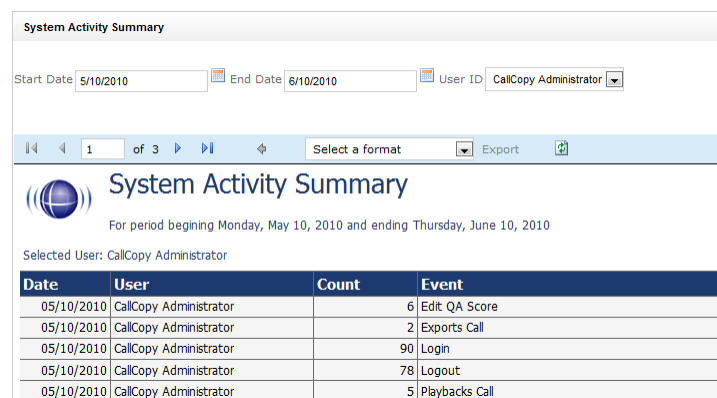 System Activity Summary
Start Date 5/10/2010 End Date 6/10/2010 User ID CallCopy Administrator
1 of 3 Select a format Export
System Activity Summary
For period begining Monday, May 10, 2010 and ending Thursday, June 10, 2010
Selected User: CallCopy Administrator
Date User Count Event
05/10/2010 CallCopy Administrator 6 Edit QA Score
05/10/2010 CallCopy Administrator 2 Exports Call
05/10/2010 CallCopy Administrator 90 Login
05/10/2010 CallCopy Administrator 78 Logout
05/10/2010 CallCopy Administrator 5 Playbacks Call